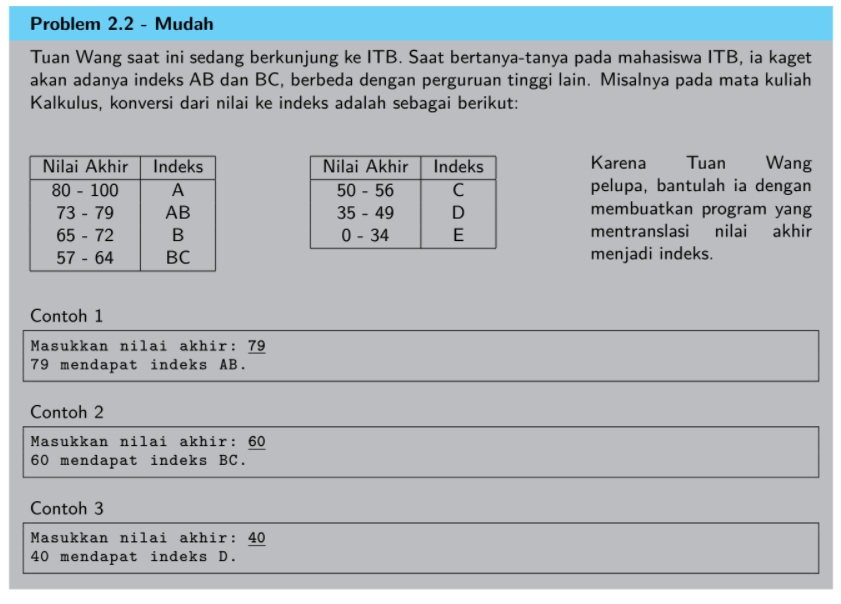 Problem 2.2 - Mudah
Tuan Wang saat ini sedang berkunjung ke ITB. Saat bertanya-tanya pada mahasiswa ITB, ia kaget
akan adanya indeks AB dan BC, berbeda dengan perguruan tinggi lain. Misalnya pada mata kuliah
Kalkulus, konversi dari nilai ke indeks adalah sebagai berikut:
Nilai Akhir Indeks
80 - 100 A
73 - 79 AB
65 - 72 B
57 - 64 BC
Nilai Akhir Indeks
50 - 56 C
35 - 49 D
0 - 34 E
Karena Tuan Wang
pelupa, bantulah ia dengan
membuatkan program yang
mentranslasi nilai akhir
menjadi indeks.
Contoh 1
Masukkan nilai akhir: 79
79 mendapat indeks AB.
Contoh 2
Masukkan nilai akhir: 60
60 mendapat indeks BC.
Contoh 3
Masukkan nilai akhir: 40
40 mendapat indeks D.